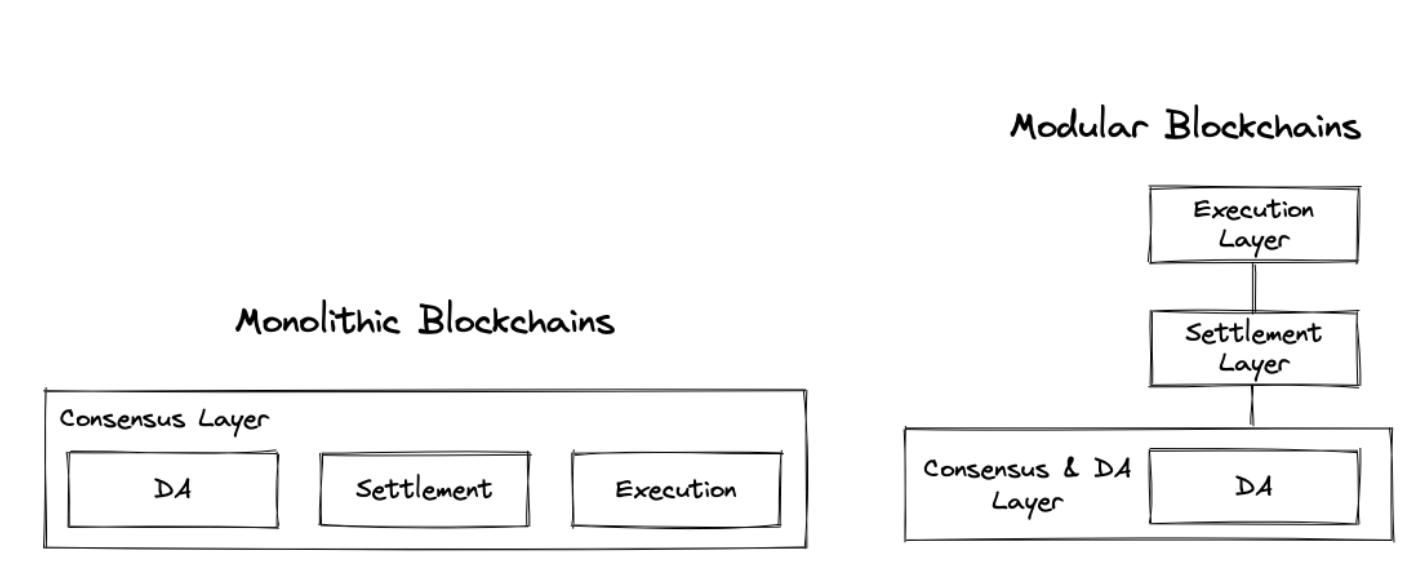 Monolithic Blockchains
Consensus Layer
DA
Settlement
Execution
Modular Blockchains
Execution
Layer
Settlement
Layer
Consensus & DA
Layer
DA